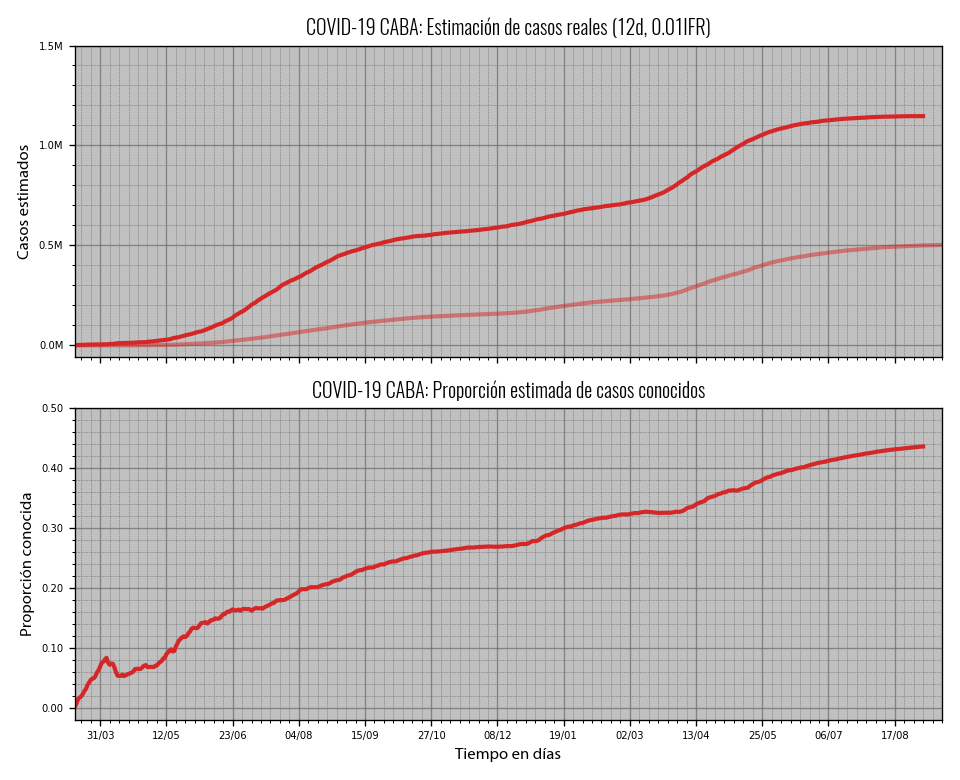 COVID-19 CABA: Estimación de casos reales (12d, 0.01IFR)
1.5M
1.0M
0.5M
0.0M
Casos estimados
COVID-19 CABA: Proporción estimada de casos conocidos
0.50
0.40
0.30
0.20
0.10
0.00
Proporción conocida
31/03 12/05 23/06 04/08 15/09 27/10 08/12 19/01 02/03 13/04 25/05 06/07 17/08
Tiempo en días